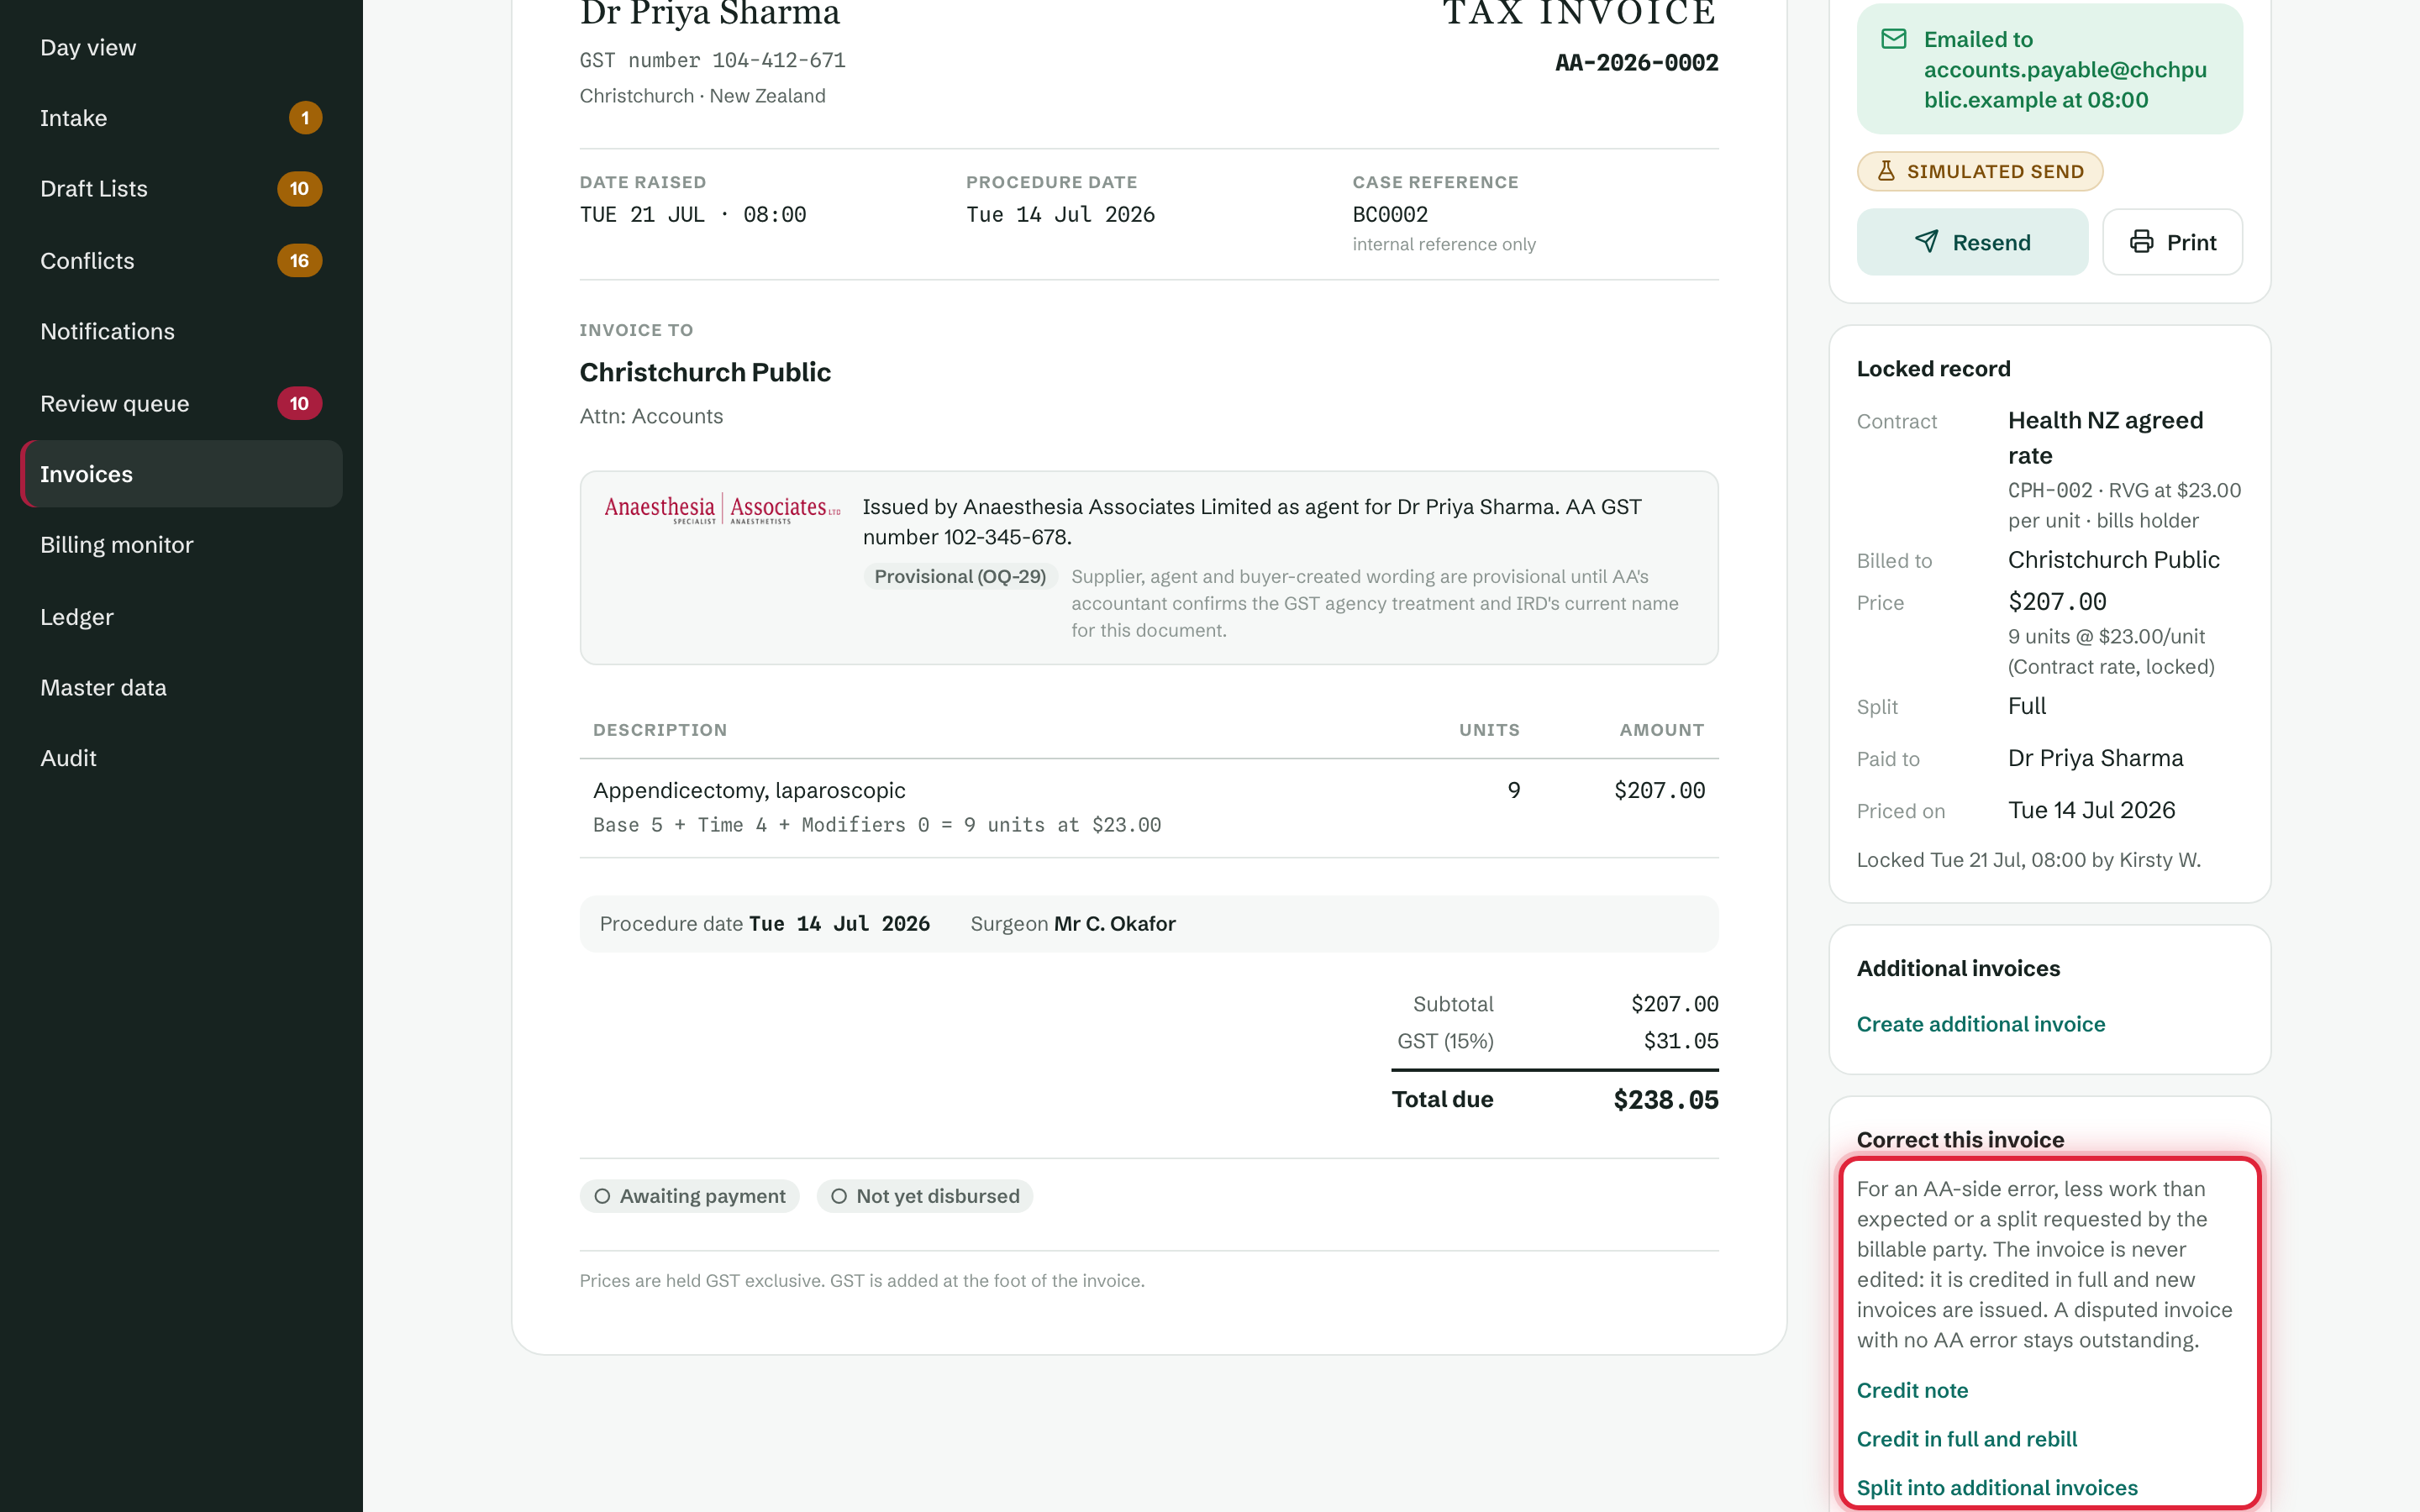 Day view
Intake 1
Draft Lists 10
Conflicts 16
Notifications
Review queue 10
Invoices
Billing monitor
Ledger
Master data
Audit
Dr Priya Sharma
GST number 104-412-671
Christchurch · New Zealand
TAX INVOICE
AA-2026-0002
DATE RAISED
TUE 21 JUL · 08:00
PROCEDURE DATE
Tue 14 Jul 2026
CASE REFERENCE
BC0002
internal reference only
INVOICE TO
Christchurch Public
Attn: Accounts
Anaesthesia Associates LTD
SPECIALIST ANAESTHETISTS
Issued by Anaesthesia Associates Limited as agent for Dr Priya Sharma. AA GST
number 102-345-678.
Provisional (OQ-29)
Supplier, agent and buyer-created wording are provisional until AA's
accountant confirms the GST agency treatment and IRD's current name
for this document.
DESCRIPTION UNITS AMOUNT
Appendicectomy, laparoscopic 9 $207.00
Base 5 + Time 4 + Modifiers 0 = 9 units at $23.00
Procedure date Tue 14 Jul 2026 Surgeon Mr C. Okafor
Subtotal $207.00
GST (15%) $31.05
Total due $238.05
Awaiting payment
Not yet disbursed
Prices are held GST exclusive. GST is added at the foot of the invoice.
Emailed to
accounts.payable@chchpu
blic.example at 08:00
SIMULATED SEND
Resend
Print
Locked record
Contract Health NZ agreed
rate
CPH-002 · RVG at $23.00
per unit · bills holder
Billed to Christchurch Public
Price $207.00
9 units @ $23.00/unit
(Contract rate, locked)
Split Full
Paid to Dr Priya Sharma
Priced on Tue 14 Jul 2026
Locked Tue 21 Jul, 08:00 by Kirsty W.
Additional invoices
Create additional invoice
Correct this invoice
For an AA-side error, less work than
expected or a split requested by the
billable party. The invoice is never
edited: it is credited in full and new
invoices are issued. A disputed invoice
with no AA error stays outstanding.
Credit note
Credit in full and rebill
Split into additional invoices